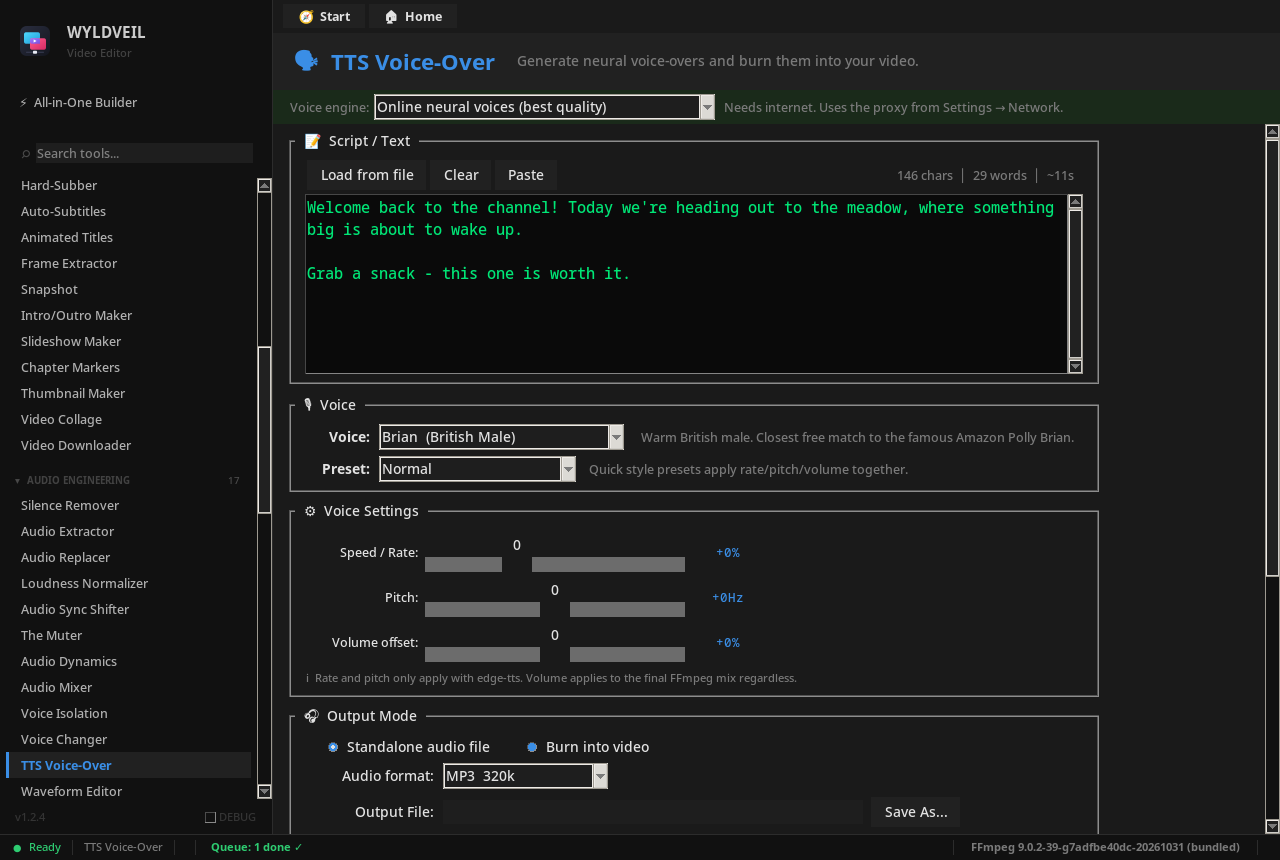 WYLDVEIL
Video Editor
⚡ All-in-One Builder
Search tools...
Hard-Subber
Auto-Subtitles
Animated Titles
Frame Extractor
Snapshot
Intro/Outro Maker
Slideshow Maker
Chapter Markers
Thumbnail Maker
Video Collage
Video Downloader
▾ AUDIO ENGINEERING 17
Silence Remover
Audio Extractor
Audio Replacer
Loudness Normalizer
Audio Sync Shifter
The Muter
Audio Dynamics
Audio Mixer
Voice Isolation
Voice Changer
TTS Voice-Over
Waveform Editor
v1.2.4 DEBUG
🧭 Start 🏠 Home
🗣 TTS Voice-Over Generate neural voice-overs and burn them into your video.
Voice engine: Online neural voices (best quality) Needs internet. Uses the proxy from Settings → Network.
📝 Script / Text
Load from file Clear Paste 146 chars | 29 words | ~11s
Welcome back to the channel! Today we're heading out to the meadow, where something
big is about to wake up.
Grab a snack - this one is worth it.
🎙 Voice
Voice: Brian (British Male) Warm British male. Closest free match to the famous Amazon Polly Brian.
Preset: Normal Quick style presets apply rate/pitch/volume together.
⚙ Voice Settings
Speed / Rate: 0 +0%
Pitch: 0 +0Hz
Volume offset: 0 +0%
ℹ Rate and pitch only apply with edge-tts. Volume applies to the final FFmpeg mix regardless.
🎧 Output Mode
Standalone audio file Burn into video
Audio format: MP3 320k
Output File: Save As...
● Ready TTS Voice-Over Queue: 1 done ✓ FFmpeg 9.0.2-39-g7adfbe40dc-20261031 (bundled)